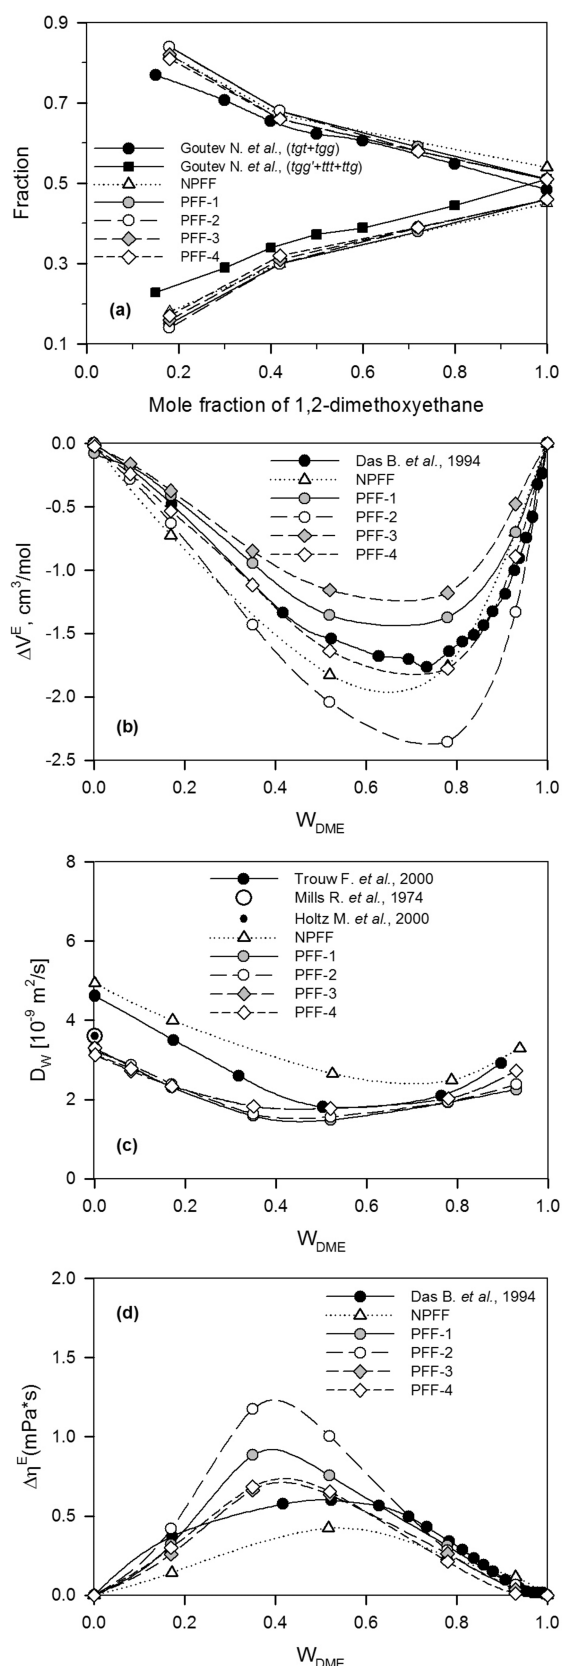 0.9
0.7
0.5
0.3
0.1
Fraction
Goutev N. et al., (tgt+tgg)
Goutev N. et al., (tgg'+ttt+ttg)
NPFF
PFF-1
PFF-2
PFF-3
PFF-4
(a)
0.0 0.2 0.4 0.6 0.8 1.0
Mole fraction of 1,2-dimethoxyethane
0.0
-0.5
-1.0
-1.5
-2.0
-2.5
ΔV^E, cm³/mol
Das B. et al., 1994
NPFF
PFF-1
PFF-2
PFF-3
PFF-4
(b)
0.0 0.2 0.4 0.6 0.8 1.0
W_DME
8
6
4
2
0
D_W [10⁻⁹ m²/s]
Trouw F. et al., 2000
Mills R. et al., 1974
Holtz M. et al., 2000
NPFF
PFF-1
PFF-2
PFF-3
PFF-4
(c)
0.0 0.2 0.4 0.6 0.8 1.0
W_DME
2.0
1.5
1.0
0.5
0.0
Δη^E(mPa*s)
(d)
Das B. et al., 1994
NPFF
PFF-1
PFF-2
PFF-3
PFF-4
0.0 0.2 0.4 0.6 0.8 1.0
W_DME